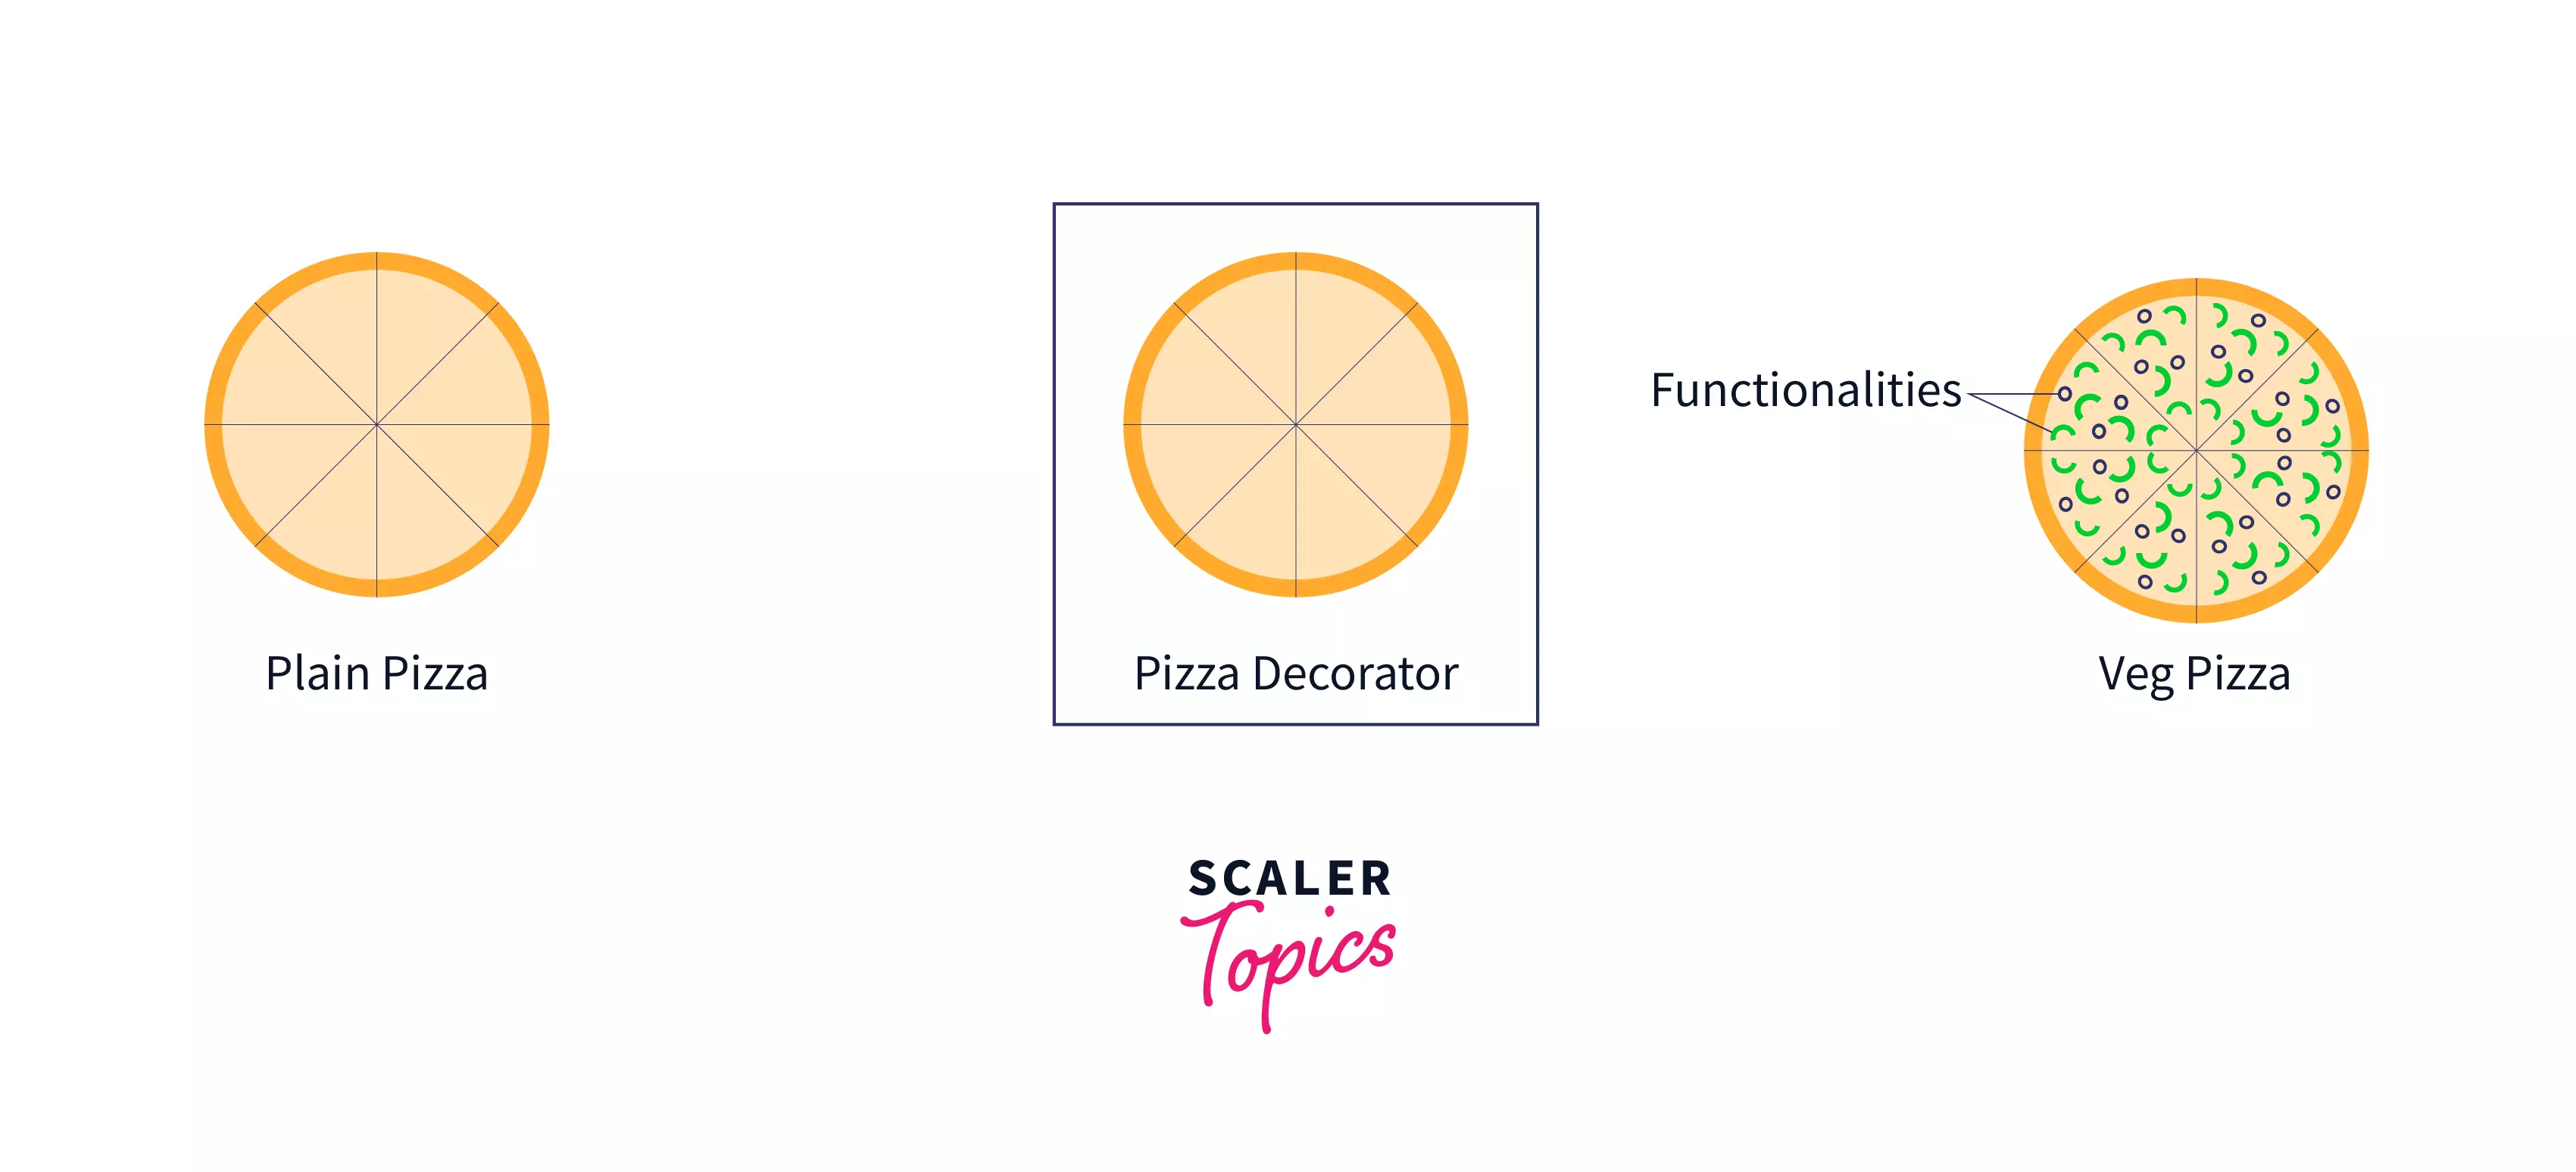 Functionalities
Plain Pizza
Pizza Decorator
Veg Pizza
SCALER
Topics